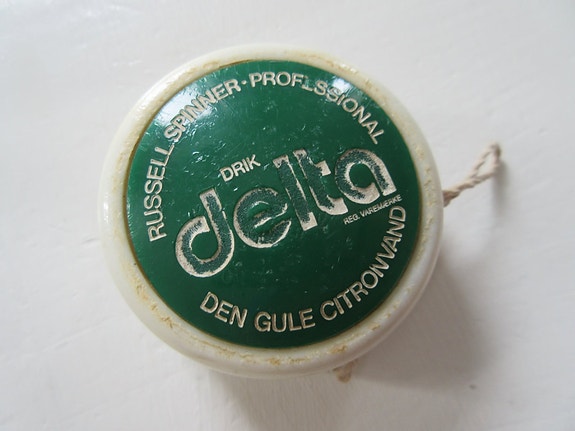 RUSSELL SPINNER·PROFESSIONAL
DRIK
delta
REG. VAREMÆRKE
DEN GULE CITRONVAND